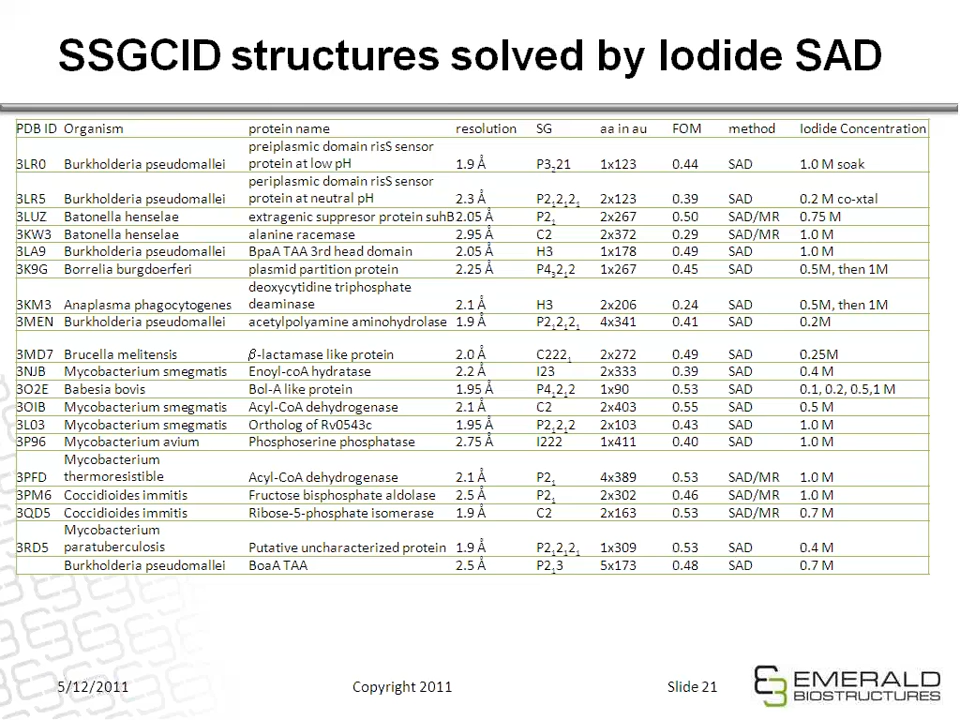 SSGCID structures solved by Iodide SAD
PDB ID Organism protein name resolution SG aa in au FOM method Iodide Concentration
preiplasmic domain risS sensor
3LR0 Burkholderia pseudomallei protein at low pH 1.9 Å P3₂21 1x123 0.44 SAD 1.0 M soak
periplasmic domain risS sensor
3LR5 Burkholderia pseudomallei protein at neutral pH 2.3 Å P2₁2₁2₁ 2x123 0.39 SAD 0.2 M co-xtal
3LUZ Batonella henselae extragenic suppresor protein suhB 2.05 Å P2₁ 2x267 0.50 SAD/MR 0.75 M
3KW3 Batonella henselae alanine racemase 2.95 Å C2 2x372 0.29 SAD/MR 1.0 M
3LA9 Burkholderia pseudomallei BpaA TAA 3rd head domain 2.05 Å H3 1x178 0.49 SAD 1.0 M
3K9G Borrelia burgdoerferi plasmid partition protein 2.25 Å P4₃2₁2 1x267 0.45 SAD 0.5M, then 1M
deoxycytidine triphosphate
3KM3 Anaplasma phagocytogenes deaminase 2.1 Å H3 2x206 0.24 SAD 0.5M, then 1M
3MEN Burkholderia pseudomallei acetylpolyamine aminohydrolase 1.9 Å P2₁2₁2₁ 4x341 0.41 SAD 0.2M
3MD7 Brucella melitensis β-lactamase like protein 2.0 Å C222₁ 2x272 0.49 SAD 0.25M
3NJB Mycobacterium smegmatis Enoyl-coA hydratase 2.2 Å I23 2x333 0.39 SAD 0.4 M
3O2E Babesia bovis Bol-A like protein 1.95 Å P4₁2₁2 1x90 0.53 SAD 0.1, 0.2, 0.5,1 M
3OIB Mycobacterium smegmatis Acyl-CoA dehydrogenase 2.1 Å C2 2x403 0.55 SAD 0.5 M
3L03 Mycobacterium smegmatis Ortholog of Rv0543c 1.95 Å P2₁2₁2 2x103 0.43 SAD 1.0 M
3P96 Mycobacterium avium Phosphoserine phosphatase 2.75 Å I222 1x411 0.40 SAD 1.0 M
Mycobacterium
3PFD thermoresistible Acyl-CoA dehydrogenase 2.1 Å P2₁ 4x389 0.53 SAD/MR 1.0 M
3PM6 Coccidioides immitis Fructose bisphosphate aldolase 2.5 Å P2₁ 2x302 0.46 SAD/MR 1.0 M
3QD5 Coccidioides immitis Ribose-5-phosphate isomerase 1.9 Å C2 2x163 0.53 SAD/MR 0.7 M
Mycobacterium
3RD5 paratuberculosis Putative uncharacterized protein 1.9 Å P2₁2₁2₁ 1x309 0.53 SAD 0.4 M
Burkholderia pseudomallei BoaA TAA 2.5 Å P2₁3 5x173 0.48 SAD 0.7 M
5/12/2011 Copyright 2011 Slide 21
EMERALD
BIOSTRUCTURES